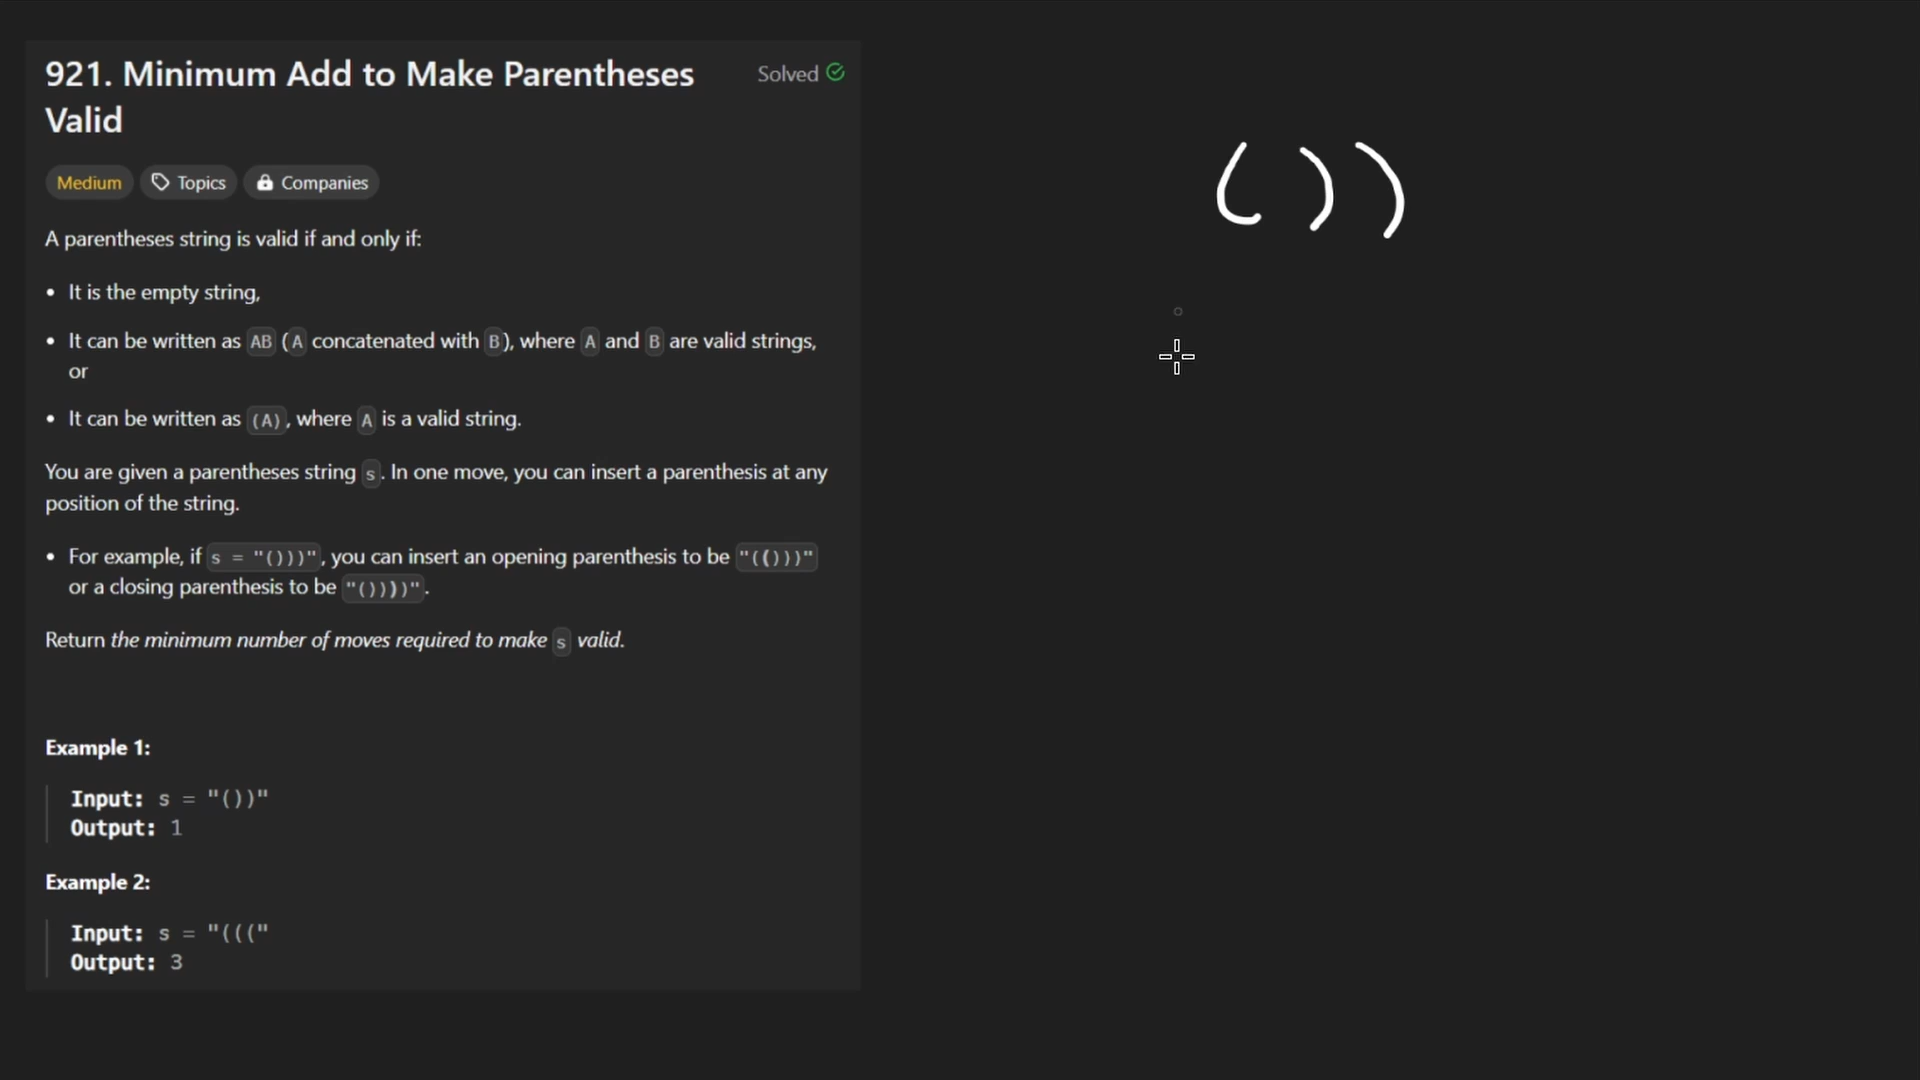 921. Minimum Add to Make Parentheses
Valid
Solved
Medium Topics Companies
A parentheses string is valid if and only if:
• It is the empty string,
• It can be written as AB (A concatenated with B), where A and B are valid strings,
or
• It can be written as (A), where A is a valid string.
You are given a parentheses string s. In one move, you can insert a parenthesis at any
position of the string.
• For example, if s = "()))", you can insert an opening parenthesis to be "(()))"
or a closing parenthesis to be "())))".
Return the minimum number of moves required to make s valid.
Example 1:
Input: s = "())"
Output: 1
Example 2:
Input: s = "((("
Output: 3
())